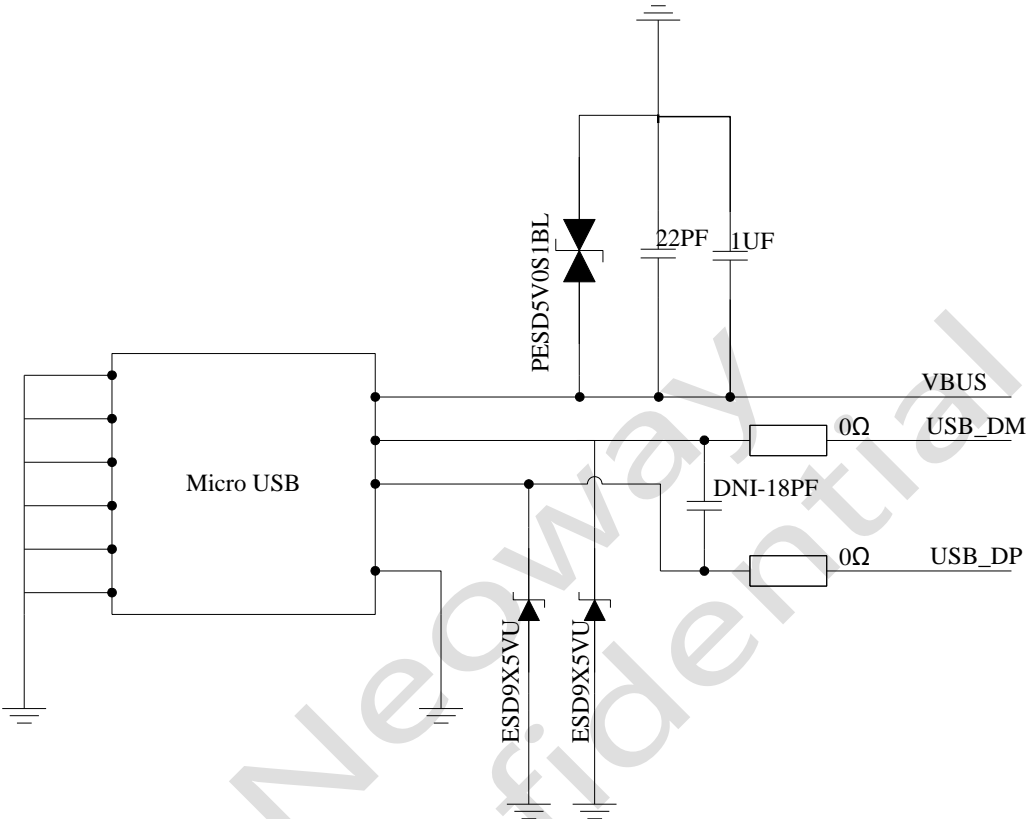 PESD5V0S1BL
22PF
1UF
VBUS
0Ω
USB_DM
Micro USB
DNI-18PF
0Ω
USB_DP
ESD9X5VU
ESD9X5VU
Neoway
fidential